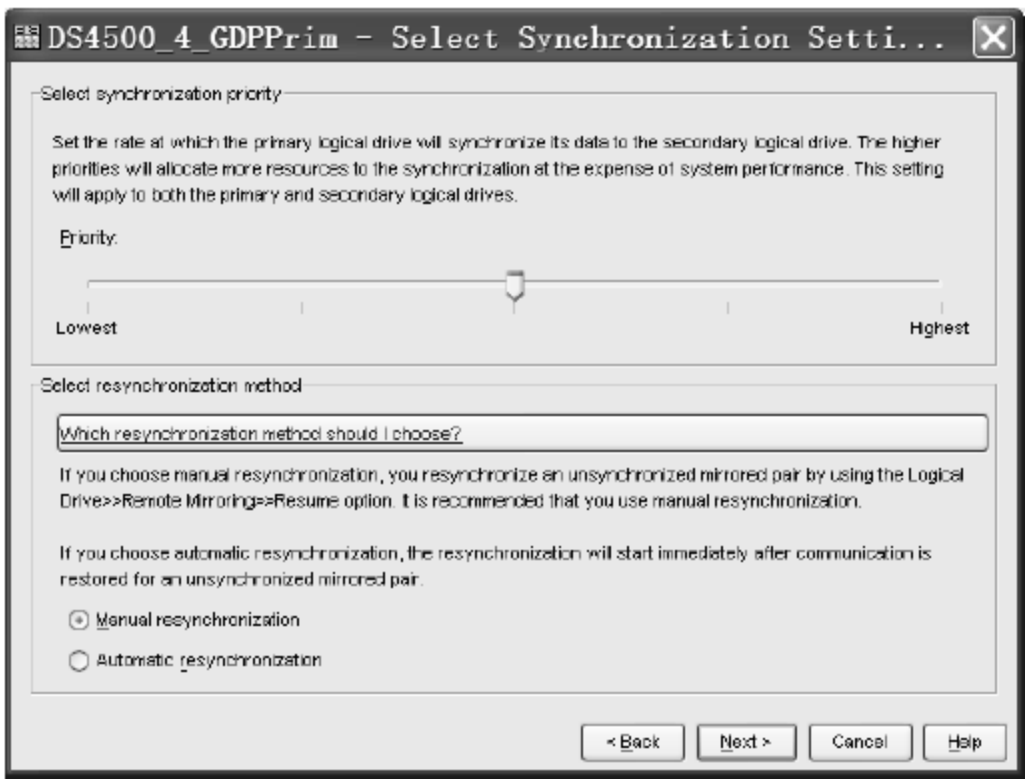 DS4500_4_GDPPrim - Select Synchronization Setti...
Select synchronization priority
Set the rate at which the primary logical drive will synchronize its data to the secondary logical drive. The higher
priorities will allocate more resources to the synchronization at the expense of system performance. This setting
will apply to both the primary and secondary logical drives.
Priority:
Lowest
Highest
Select resynchronization method
Which resynchronization method should I choose?
If you choose manual resynchronization, you resynchronize an unsynchronized mirrored pair by using the Logical
Drive>>Remote Mirroring>>Resume option. It is recommended that you use manual resynchronization.
If you choose automatic resynchronization, the resynchronization will start immediately after communication is
restored for an unsynchronized mirrored pair.
Manual resynchronization
Automatic resynchronization
< Back
Next >
Cancel
Help